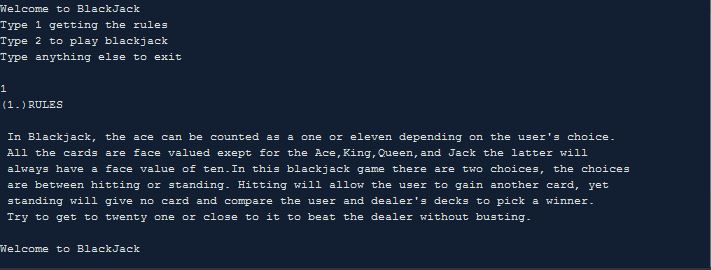 Welcome to BlackJack
Type 1 getting the rules
Type 2 to play blackjack
Type anything else to exit
1
(1.)RULES
In Blackjack, the ace can be counted as a one or eleven depending on the user's choice.
All the cards are face valued exept for the Ace,King,Queen,and Jack the latter will
always have a face value of ten.In this blackjack game there are two choices, the choices
are between hitting or standing. Hitting will allow the user to gain another card, yet
standing will give no card and compare the user and dealer's decks to pick a winner.
Try to get to twenty one or close to it to beat the dealer without busting.
Welcome to BlackJack